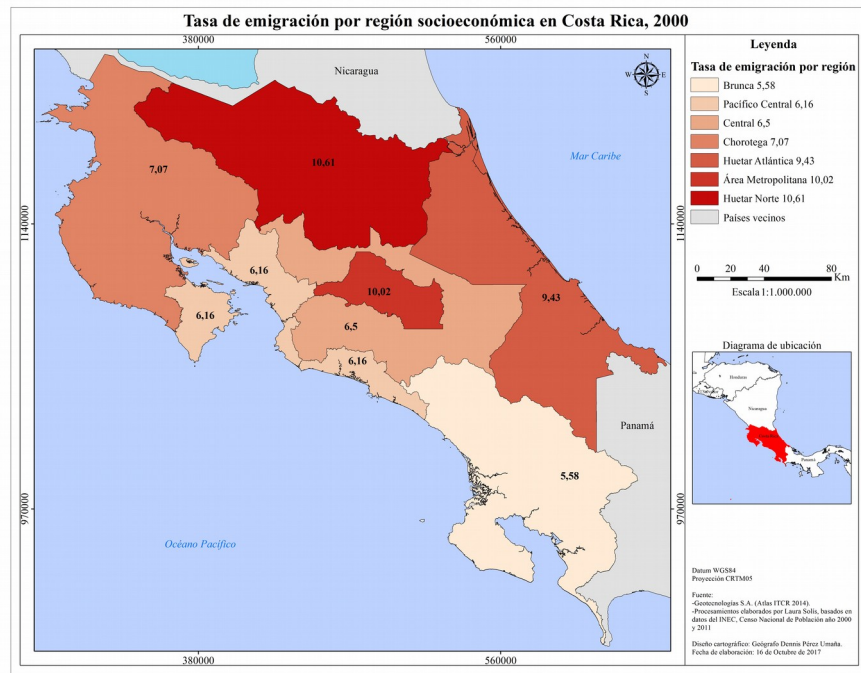 Tasa de emigración por región socioeconómica en Costa Rica, 2000
380000
560000
Nicaragua
N
W
E
S
Mar Caribe
10,61
7,07
1140000
1140000
6,16
6,16
10,02
9,43
6,5
6,16
Panamá
5,58
970000
970000
Océano Pacífico
380000
560000
Leyenda
Tasa de emigración por región
Brunca 5,58
Pacífico Central 6,16
Central 6,5
Chorotega 7,07
Huetar Atlántica 9,43
Área Metropolitana 10,02
Huetar Norte 10,61
Países vecinos
0 10 20 40 60 80
Km
Escala 1:1.000.000
Diagrama de ubicación
Honduras
Nicaragua
Panamá
Datum WGS84
Proyección CRTM05
Fuente:
-Geotecnologías S.A. (Atlas ITCR 2014).
-Procesamientos elaborados por Laura Solís, basados en
datos del INEC, Censo Nacional de Población año 2000
y 2011
Diseño cartográfico: Geógrafo Dennis Pérez Umaña.
Fecha de elaboración: 16 de Octubre de 2017